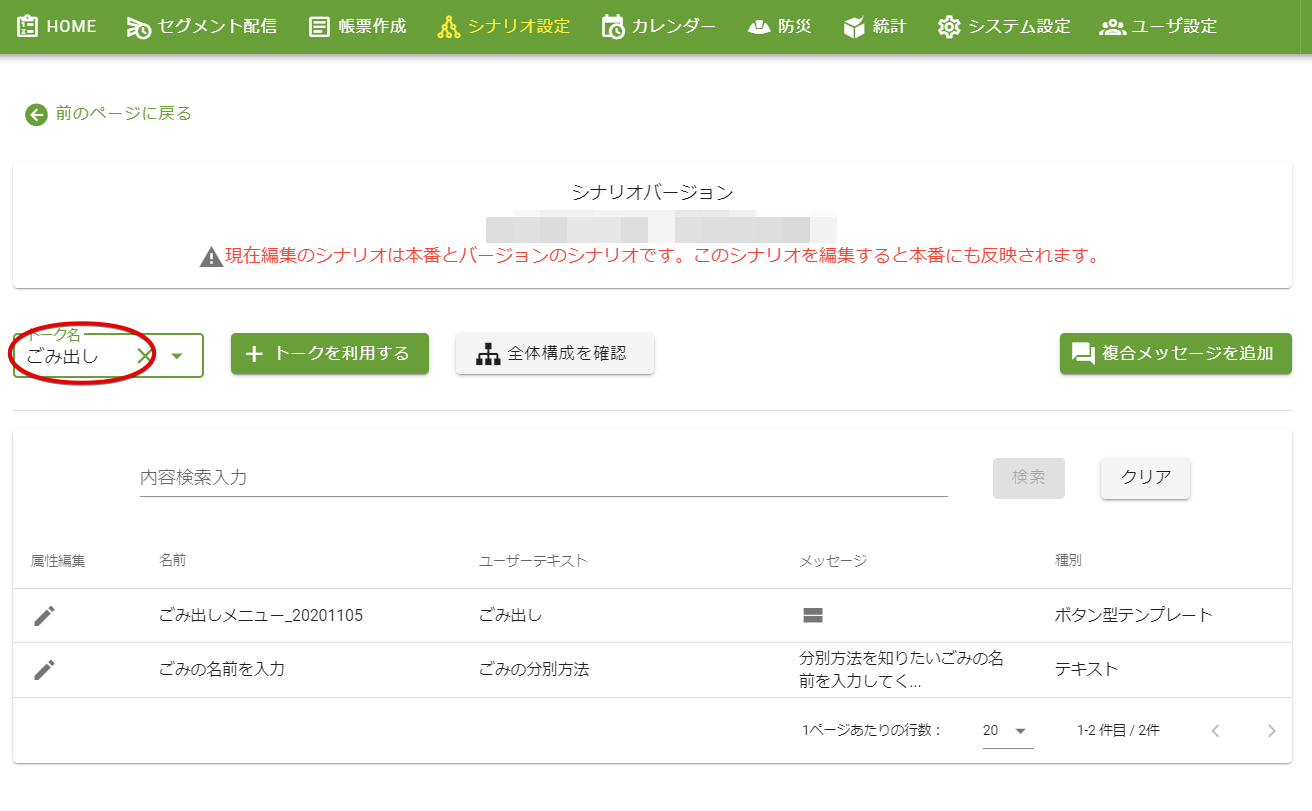 HOME セグメント配信 帳票作成 シナリオ設定 カレンダー 防災 統計 システム設定 ユーザ設定
前のページに戻る
シナリオバージョン
現在編集のシナリオは本番とバージョンのシナリオです。このシナリオを編集すると本番にも反映されます。
トーク名
ごみ出し トークを利用する 全体構成を確認 複合メッセージを追加
内容検索入力 検索 クリア
属性編集 名前 ユーザーテキスト メッセージ 種別
ごみ出しメニュー_20201105 ごみ出し ボタン型テンプレート
ごみの名前を入力 ごみの分別方法 分別方法を知りたいごみの名 テキスト
前を入力してく...
1ページあたりの行数： 20 1-2 件目 / 2件